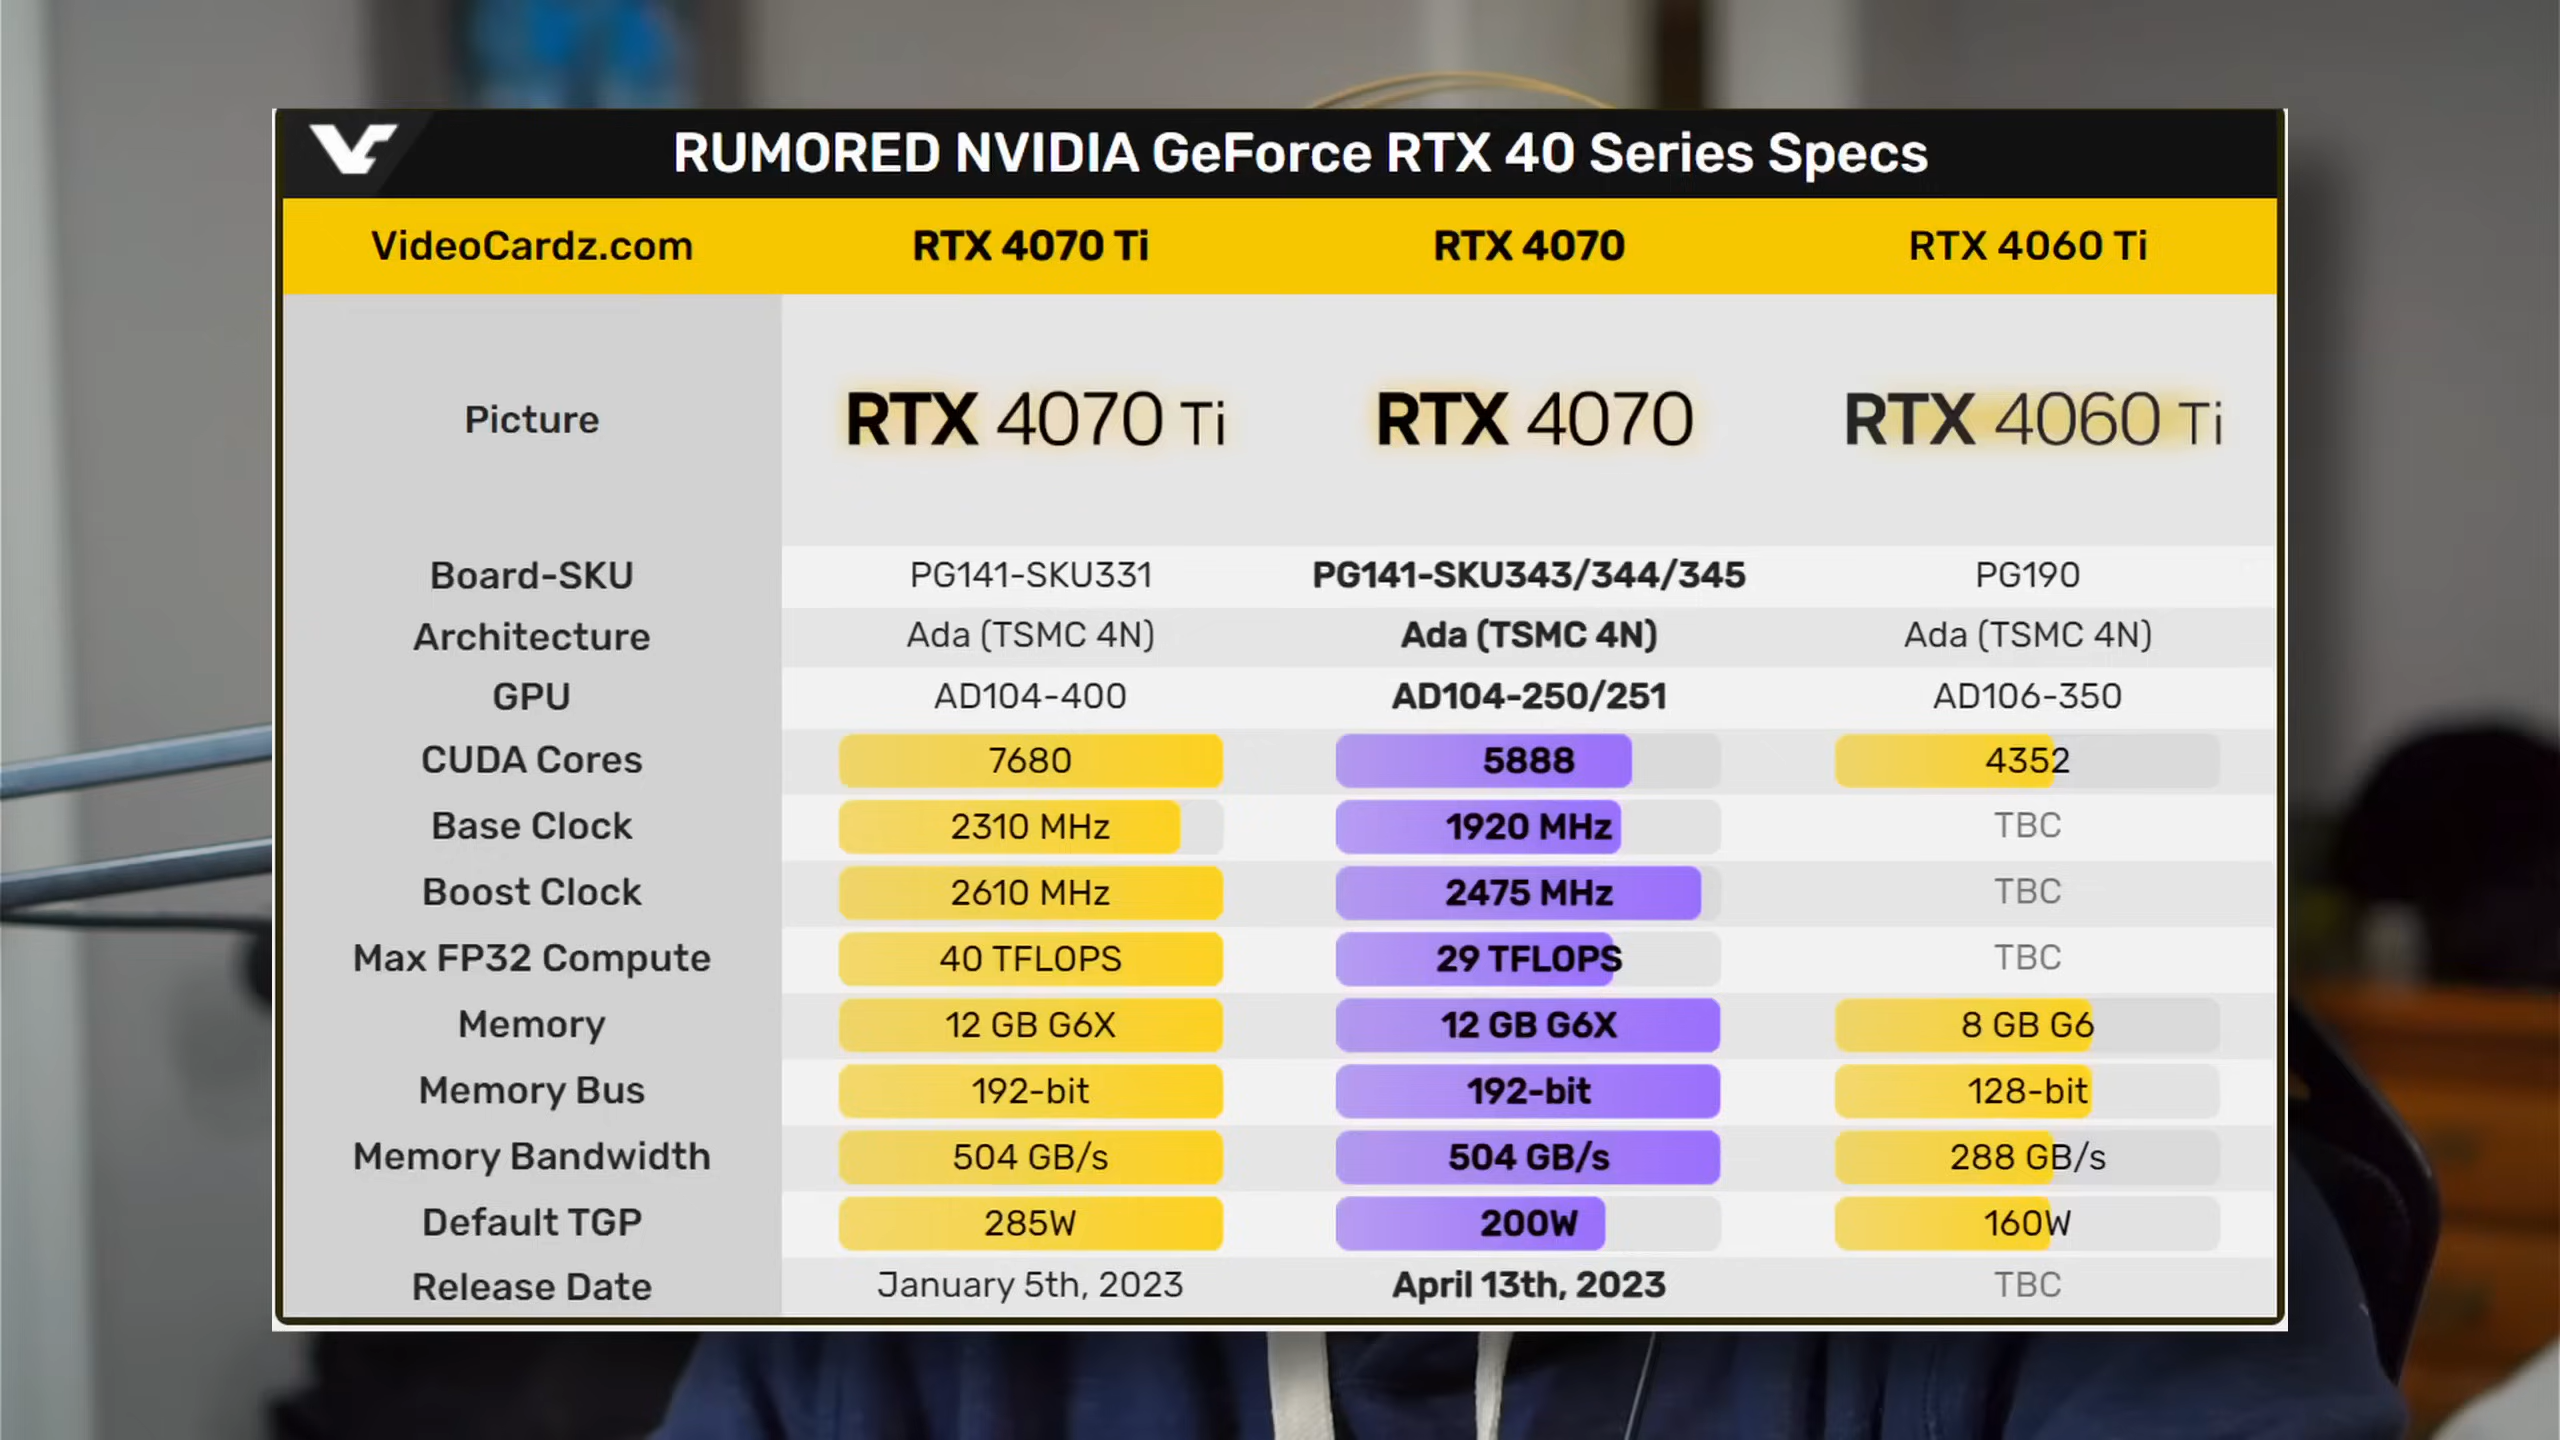 RUMORED NVIDIA GeForce RTX 40 Series Specs
VideoCardz.com RTX 4070 Ti RTX 4070 RTX 4060 Ti
Picture RTX 4070 Ti RTX 4070 RTX 4060 Ti
Board-SKU PG141-SKU331 PG141-SKU343/344/345 PG190
Architecture Ada (TSMC 4N) Ada (TSMC 4N) Ada (TSMC 4N)
GPU AD104-400 AD104-250/251 AD106-350
CUDA Cores 7680 5888 4352
Base Clock 2310 MHz 1920 MHz TBC
Boost Clock 2610 MHz 2475 MHz TBC
Max FP32 Compute 40 TFLOPS 29 TFLOPS TBC
Memory 12 GB G6X 12 GB G6X 8 GB G6
Memory Bus 192-bit 192-bit 128-bit
Memory Bandwidth 504 GB/s 504 GB/s 288 GB/s
Default TGP 285W 200W 160W
Release Date January 5th, 2023 April 13th, 2023 TBC